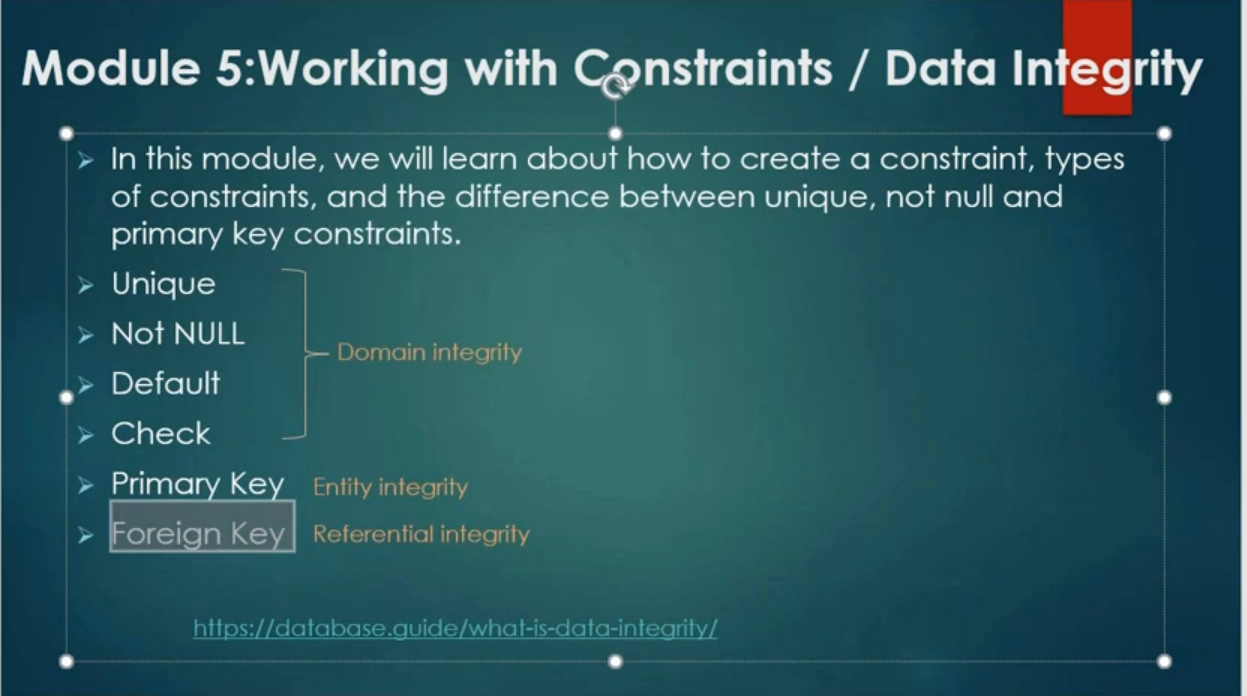 Module 5:Working with Constraints / Data Integrity
In this module, we will learn about how to create a constraint, types
of constraints, and the difference between unique, not null and
primary key constraints.
Unique
Not NULL
Domain integrity
Default
Check
Primary Key Entity integrity
Foreign Key Referential integrity
https://database.guide/what-is-data-integrity/